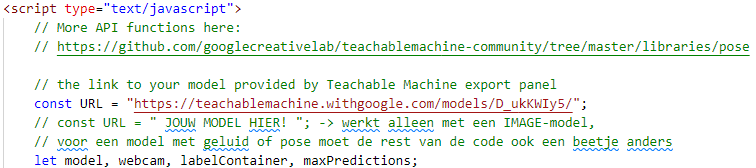 <script type="text/javascript">
// More API functions here:
// https://github.com/googlecreativelab/teachablemachine-community/tree/master/libraries/pose
// the link to your model provided by Teachable Machine export panel
const URL = "https://teachablemachine.withgoogle.com/models/D_ukKWIy5/";
// const URL = " JOUW MODEL HIER! "; -> werkt alleen met een IMAGE-model,
// voor een model met geluid of pose moet de rest van de code ook een beetje anders
let model, webcam, labelContainer, maxPredictions;